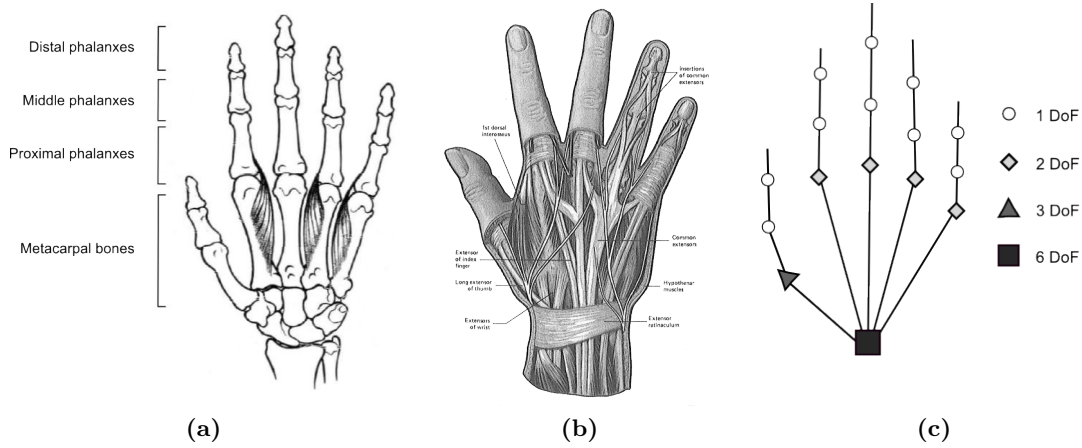 Distal phalanxes
Middle phalanxes
Proximal phalanxes
Metacarpal bones
(a)
insertions
of common
extensors
1st dorsal
interosseus
Extensor
of index
finger
Long extensor
of thumb
Extensors
of wrist
Common
extensors
Hypothenar
muscles
Extensor
retinaculum
(b)
1 DoF
2 DoF
3 DoF
6 DoF
(c)